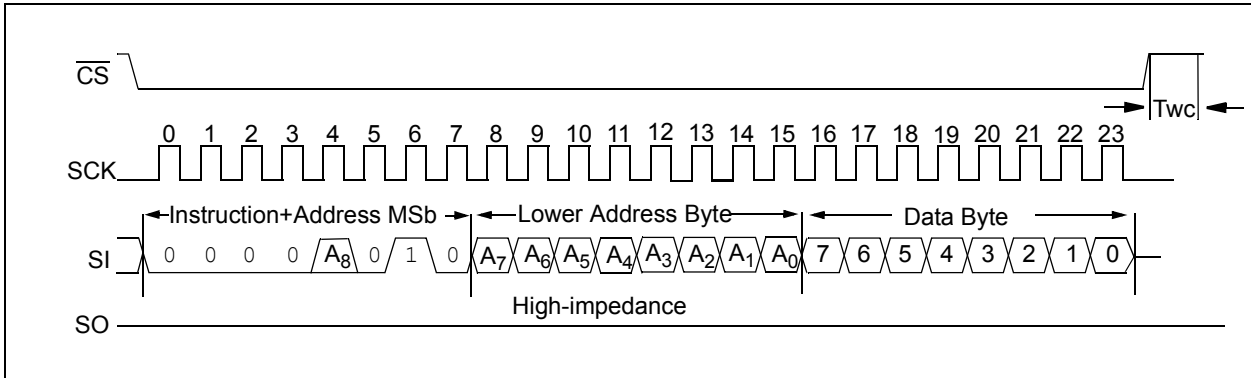 CS
Twc
0 1 2 3 4 5 6 7 8 9 10 11 12 13 14 15 16 17 18 19 20 21 22 23
SCK
Instruction+Address MSb Lower Address Byte Data Byte
SI 0 0 0 0 A8 0 1 0 A7 A6 A5 A4 A3 A2 A1 A0 7 6 5 4 3 2 1 0
High-impedance
SO